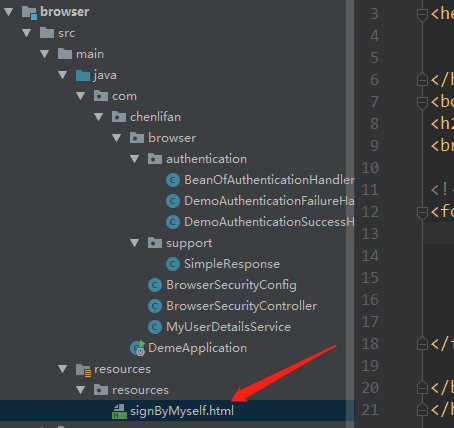 browser
src
main
java
com
chenlifan
browser
authentication
BeanOfAuthenticationHandler
DemoAuthenticationFailureHa
DemoAuthenticationSuccessH
support
SimpleResponse
BrowserSecurityConfig
BrowserSecurityController
MyUserDetailsService
DemeApplication
resources
resources
signByMyself.html
3 <he
6 </h
7 <bo
8 <h2
9 <br
10
11 <!-
12 <fo
13
14
15
16
17
18 </f
19
20 </b
21 </h